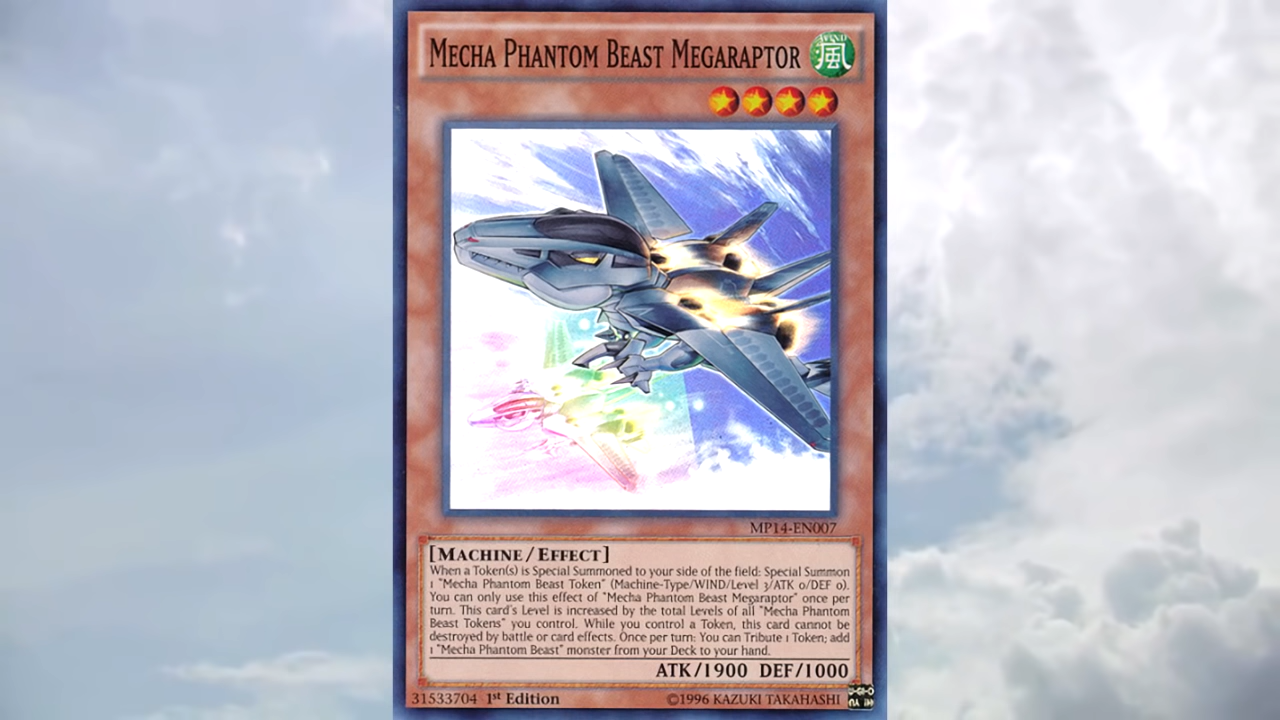 MECHA PHANTOM BEAST MEGARAPTOR
WIND
風
MP14-EN007
[MACHINE/EFFECT]
When a Token(s) is Special Summoned to your side of the field: Special Summon
1 "Mecha Phantom Beast Token" (Machine-Type/WIND/Level 3/ATK 0/DEF 0).
You can only use this effect of "Mecha Phantom Beast Megaraptor" once per
turn. This card's Level is increased by the total Levels of all "Mecha Phantom
Beast Tokens" you control. While you control a Token, this card cannot be
destroyed by battle or card effects. Once per turn: You can Tribute 1 Token; add
1 "Mecha Phantom Beast" monster from your Deck to your hand.
ATK/1900 DEF/1000
31533704 1st Edition ©1996 KAZUKI TAKAHASHI